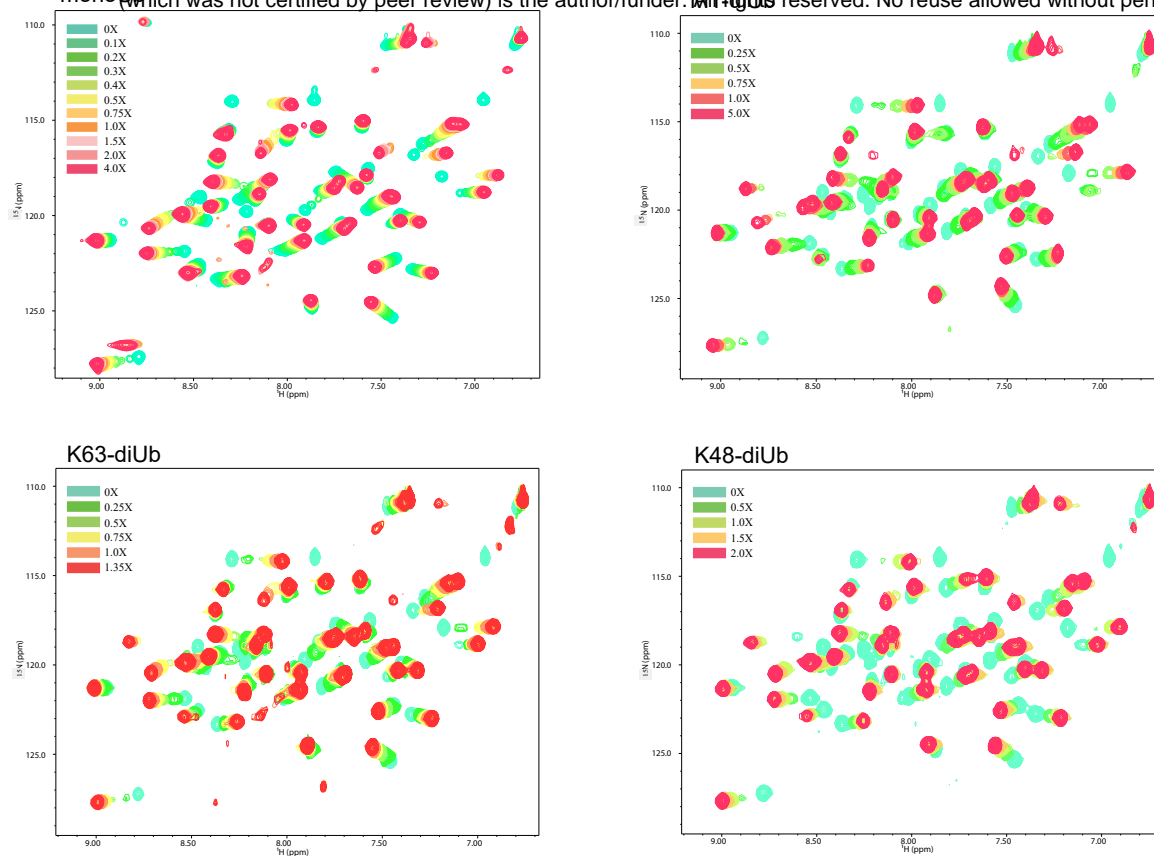 (which was not certified by peer review) is the author/funder. All rights reserved. No reuse allowed without per
mono
M1-diUb
0X
0.1X
0.2X
0.3X
0.4X
0.5X
0.75X
1.0X
1.5X
2.0X
4.0X
110.0
115.0
120.0
125.0
15N (ppm)
9.00 8.50 8.00 7.50 7.00
1H (ppm)
0X
0.25X
0.5X
0.75X
1.0X
5.0X
110.0
115.0
120.0
125.0
15N (ppm)
9.00 8.50 8.00 7.50 7.00
1H (ppm)
K63-diUb
0X
0.25X
0.5X
0.75X
1.0X
1.35X
110.0
115.0
120.0
125.0
15N (ppm)
9.00 8.50 8.00 7.50 7.00
1H (ppm)
K48-diUb
0X
0.5X
1.0X
1.5X
2.0X
110.0
115.0
120.0
125.0
15N (ppm)
9.00 8.50 8.00 7.50 7.00
1H (ppm)